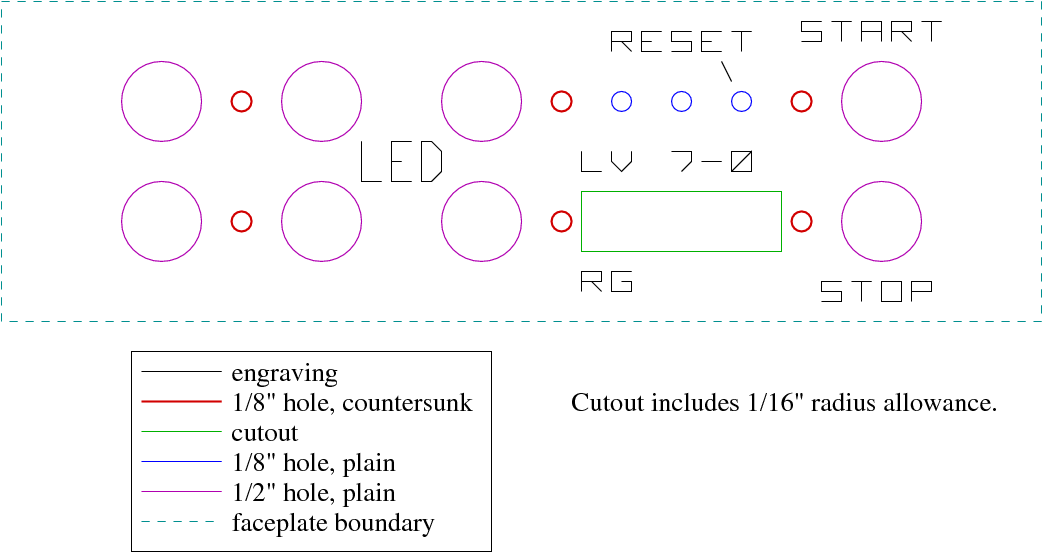 START
RESET
LED
LV 7-0
RG
STOP
engraving
1/8" hole, countersunk
cutout
1/8" hole, plain
1/2" hole, plain
faceplate boundary
Cutout includes 1/16" radius allowance.